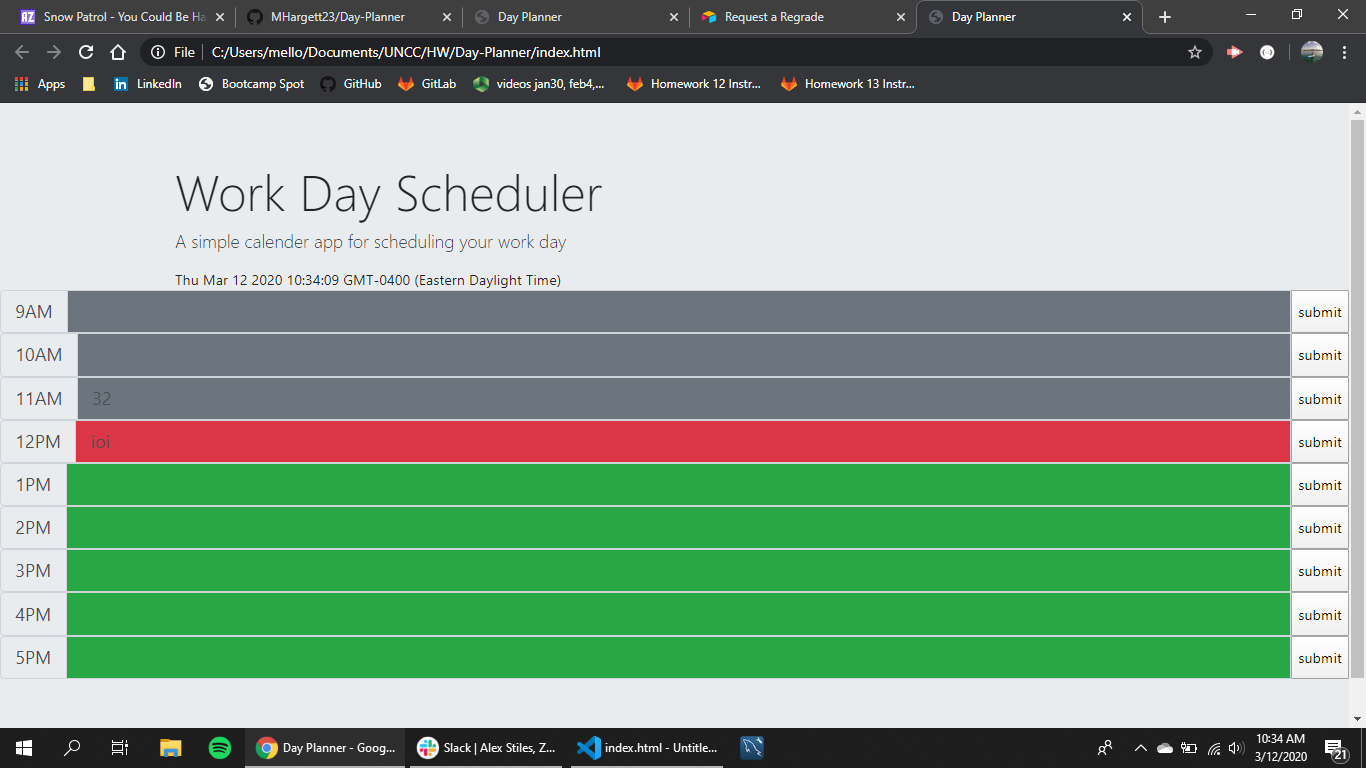 Snow Patrol - You Could Be Ha
MHargett23/Day-Planner
Day Planner
Request a Regrade
Day Planner
File
C:/Users/mello/Documents/UNCC/HW/Day-Planner/index.html
Apps
LinkedIn
Bootcamp Spot
GitHub
GitLab
videos jan30, feb4,...
Homework 12 Instr...
Homework 13 Instr...
Work Day Scheduler
A simple calender app for scheduling your work day
Thu Mar 12 2020 10:34:09 GMT-0400 (Eastern Daylight Time)
9AM submit
10AM submit
11AM 32 submit
12PM ioi submit
1PM submit
2PM submit
3PM submit
4PM submit
5PM submit
Day Planner - Goog...
Slack | Alex Stiles, Z...
index.html - Untitle...
10:34 AM
3/12/2020
21